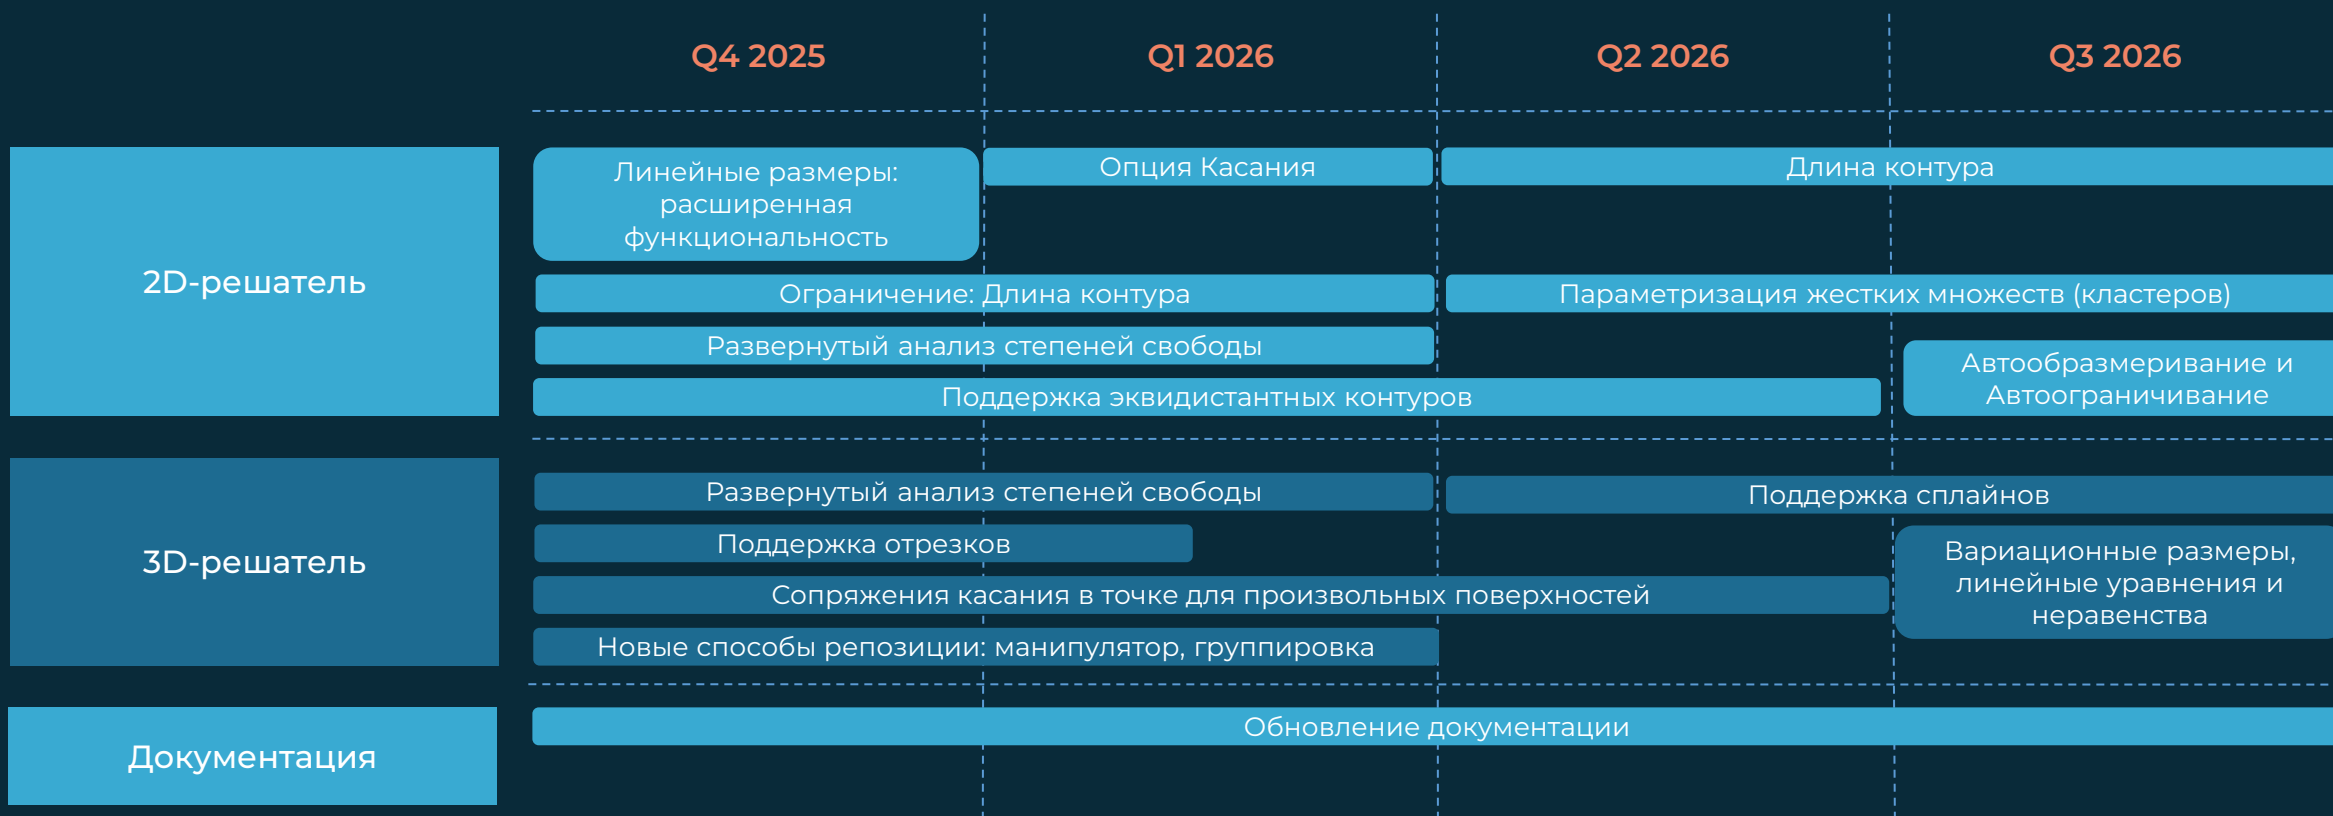 Q4 2025
Q1 2026
Q2 2026
Q3 2026
2D-решатель
Линейные размеры:
расширенная
функциональность
Опция Касания
Длина контура
Ограничение: Длина контура
Параметризация жестких множеств (кластеров)
Развернутый анализ степеней свободы
Автообразмеривание и
Автоограничивание
Поддержка эквидистантных контуров
3D-решатель
Развернутый анализ степеней свободы
Поддержка сплайнов
Поддержка отрезков
Вариационные размеры,
линейные уравнения и
неравенства
Сопряжения касания в точке для произвольных поверхностей
Новые способы репозиции: манипулятор, группировка
Документация
Обновление документации